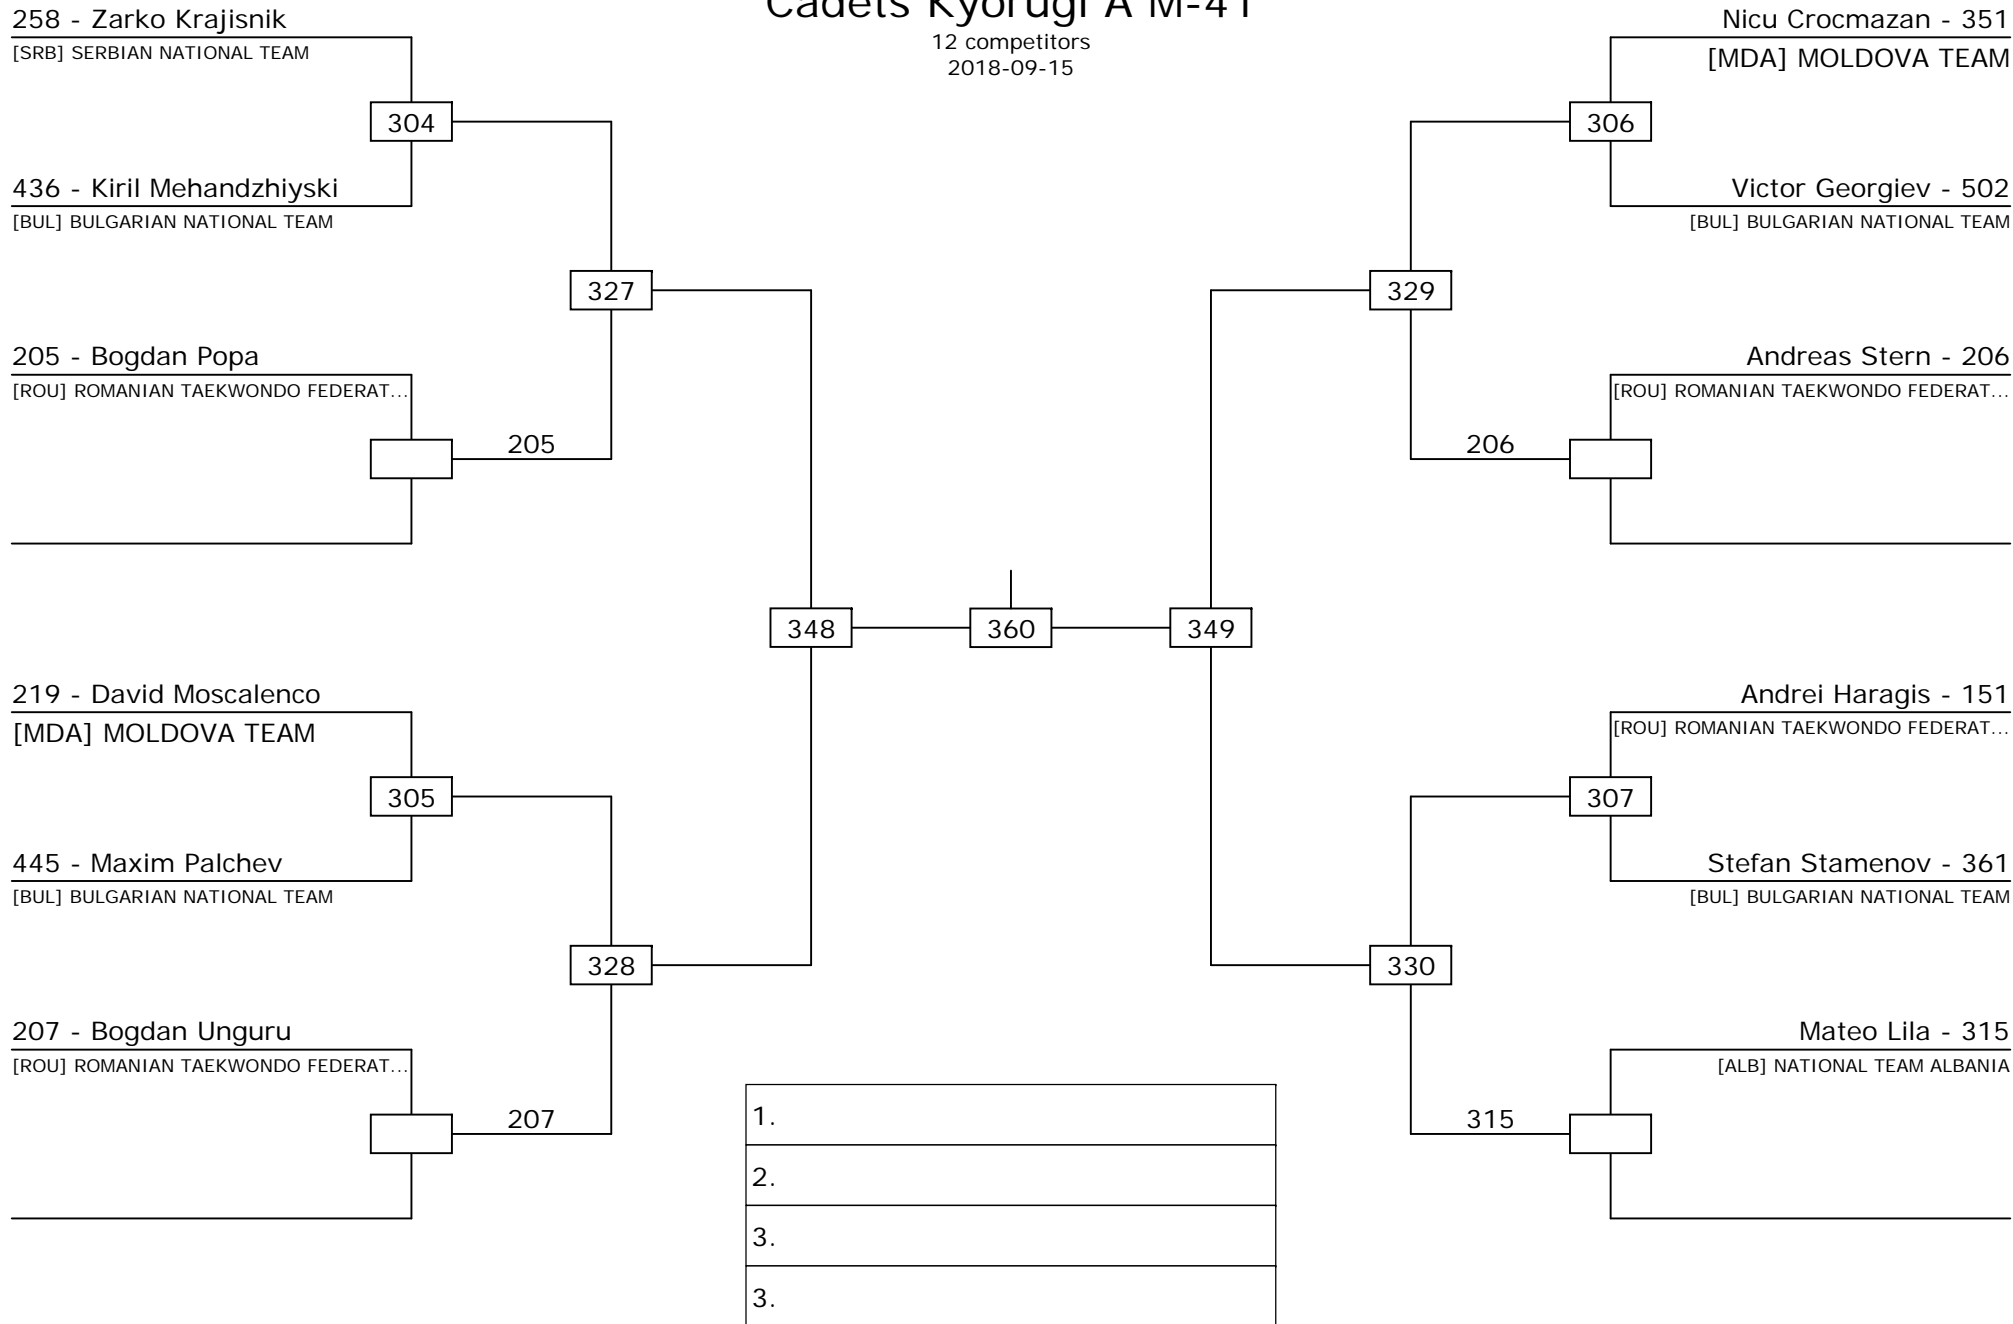 Cadets Kyorugi A M-41
12 competitors
2018-09-15
258 - Zarko Krajisnik
[SRB] SERBIAN NATIONAL TEAM
304
436 - Kiril Mehandzhiyski
[BUL] BULGARIAN NATIONAL TEAM
327
205 - Bogdan Popa
[ROU] ROMANIAN TAEKWONDO FEDERAT...
205
348
219 - David Moscalenco
[MDA] MOLDOVA TEAM
305
445 - Maxim Palchev
[BUL] BULGARIAN NATIONAL TEAM
328
207 - Bogdan Unguru
[ROU] ROMANIAN TAEKWONDO FEDERAT...
207
360
Nicu Crocmazan - 351
[MDA] MOLDOVA TEAM
306
Victor Georgiev - 502
[BUL] BULGARIAN NATIONAL TEAM
329
Andreas Stern - 206
[ROU] ROMANIAN TAEKWONDO FEDERAT...
206
349
Andrei Haragis - 151
[ROU] ROMANIAN TAEKWONDO FEDERAT...
307
Stefan Stamenov - 361
[BUL] BULGARIAN NATIONAL TEAM
330
Mateo Lila - 315
[ALB] NATIONAL TEAM ALBANIA
315
1.
2.
3.
3.